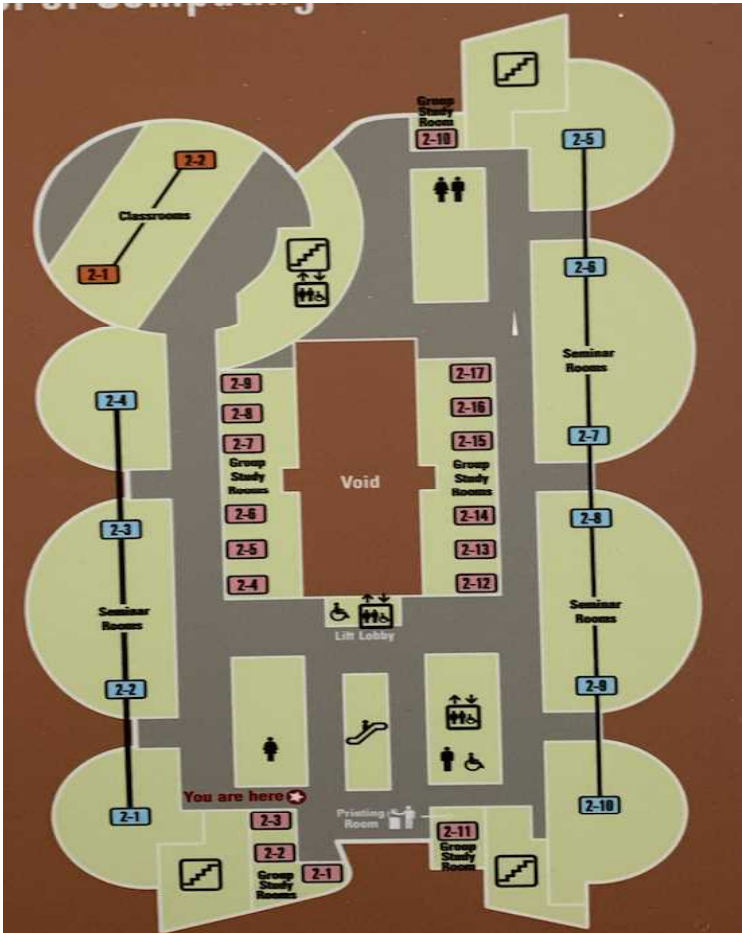 of Computing
Group
Study
Room
2-10
2-5
2-2
Classrooms
2-1
2-6
Seminar
Rooms
2-7
2-4
2-9
2-8
2-7
Group
Study
Rooms
2-6
2-5
2-4
Void
2-17
2-16
2-15
Group
Study
Rooms
2-14
2-13
2-12
2-3
Seminar
Rooms
2-2
2-1
2-8
Seminar
Rooms
2-9
2-10
Lift Lobby
You are here
Printing
Room
2-3
2-2
2-1
Group
Study
Rooms
2-11
Group
Study
Room